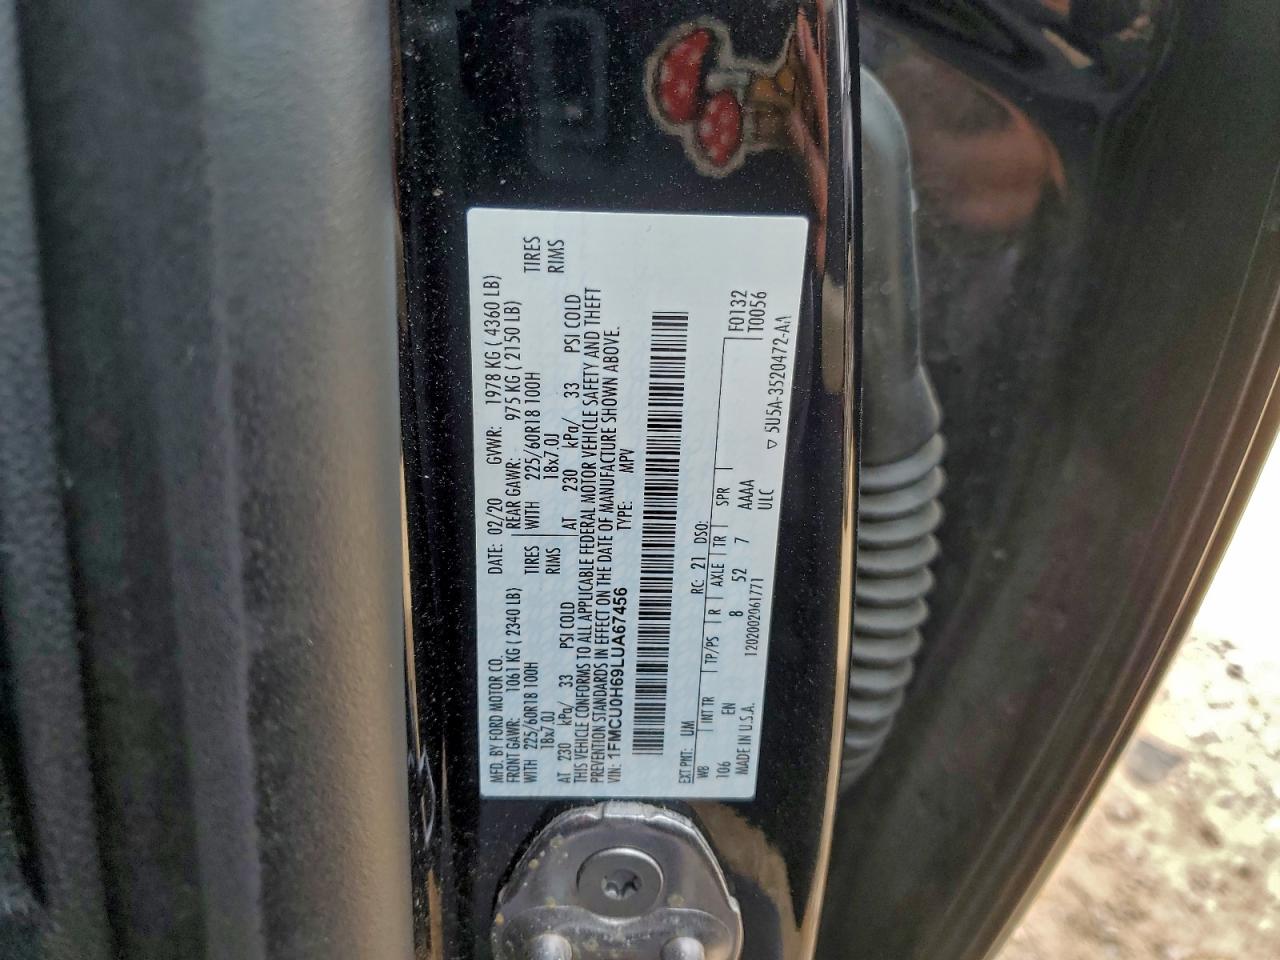 MFD. BY FORD MOTOR CO.
DATE: 02/20 GVWR: 1978 KG ( 4360 LB)
FRONT GAWR: 1061 KG ( 2340 LB)
REAR GAWR: 975 KG ( 2150 LB)
WITH 225/60R18 100H TIRES
WITH 225/60R18 100H TIRES
18x7.0J RIMS
18x7.0J RIMS
AT 230 kPa/ 33 PSI COLD
AT 230 kPa/ 33 PSI COLD
THIS VEHICLE CONFORMS TO ALL APPLICABLE FEDERAL MOTOR VEHICLE SAFETY AND THEFT
PREVENTION STANDARDS IN EFFECT ON THE DATE OF MANUFACTURE SHOWN ABOVE.
VIN: 1FMCU0H69LUA67456 TYPE: MPV
EXT PNT: UM RC: 21 DSO: F0132
WB INT TR TP/PS R AXLE TR SPR T0056
106 EN 8 52 7 AAAA
MADE IN U.S.A. 1202002061771 ULC
5U5A-3520472-AA